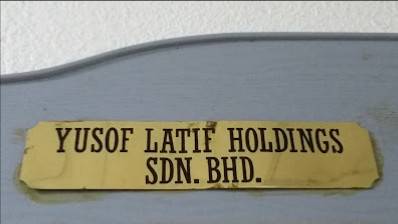 YUSOF LATIF HOLDINGS
SDN. BHD.